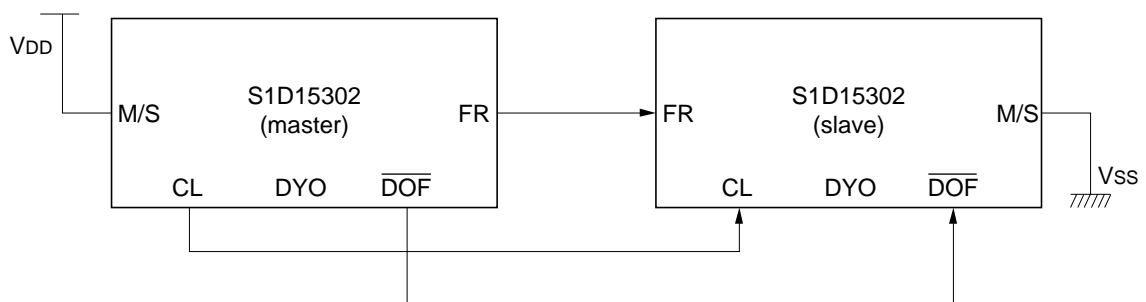 VDD
M/S
S1D15302
(master)
FR
CL
DYO
DOF
FR
S1D15302
(slave)
M/S
CL
DYO
DOF
VSS